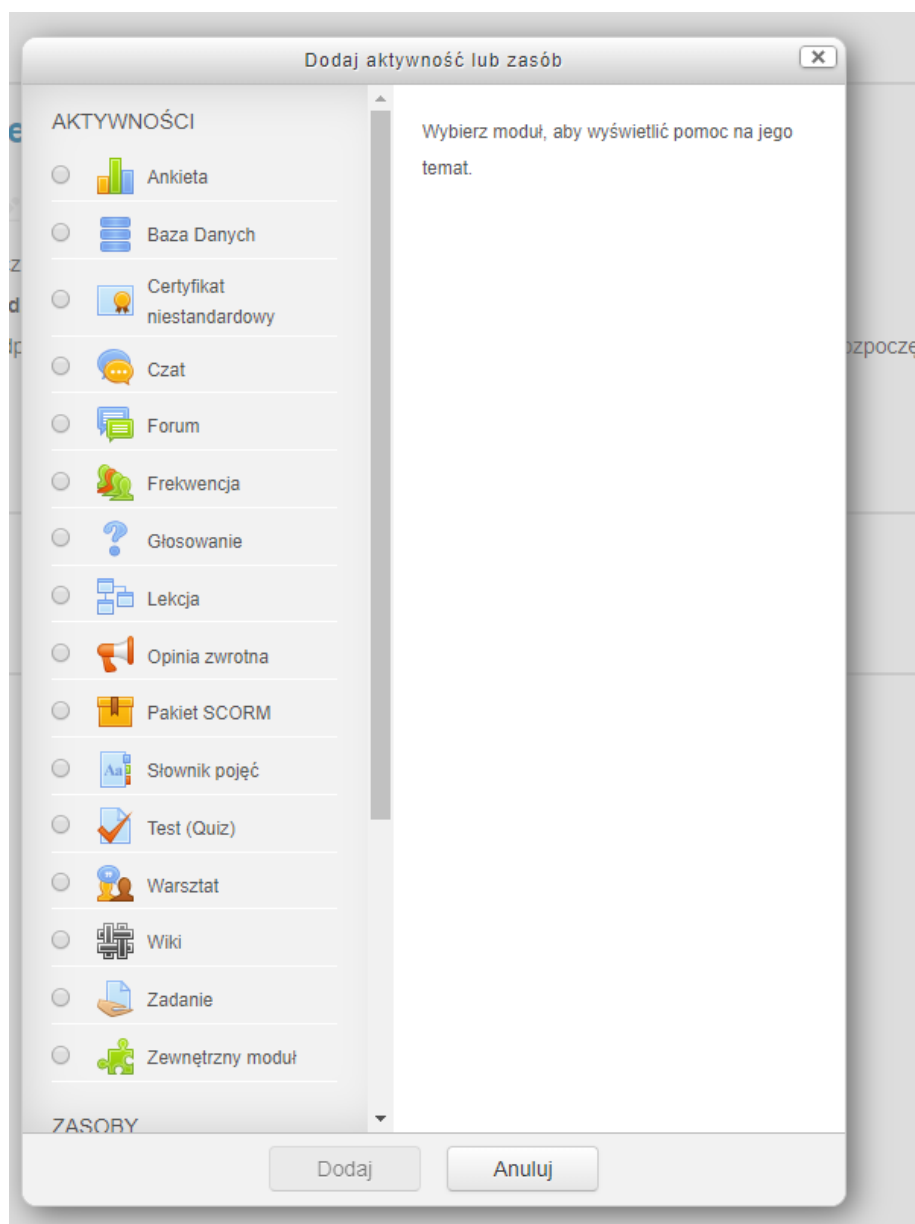 Dodaj aktywność lub zasób
AKTYWNOŚCI
Ankieta
Baza Danych
Certyfikat
niestandardowy
Czat
Forum
Frekwencja
Głosowanie
Lekcja
Opinia zwrotna
Pakiet SCORM
Słownik pojęć
Test (Quiz)
Warsztat
Wiki
Zadanie
Zewnętrzny moduł
ZASOBY
Wybierz moduł, aby wyświetlić pomoc na jego
temat.
Dodaj
Anuluj